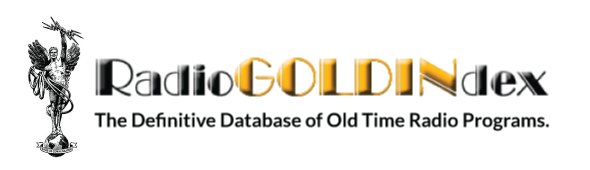 RadioGOLDINdex
The Definitive Database of Old Time Radio Programs.